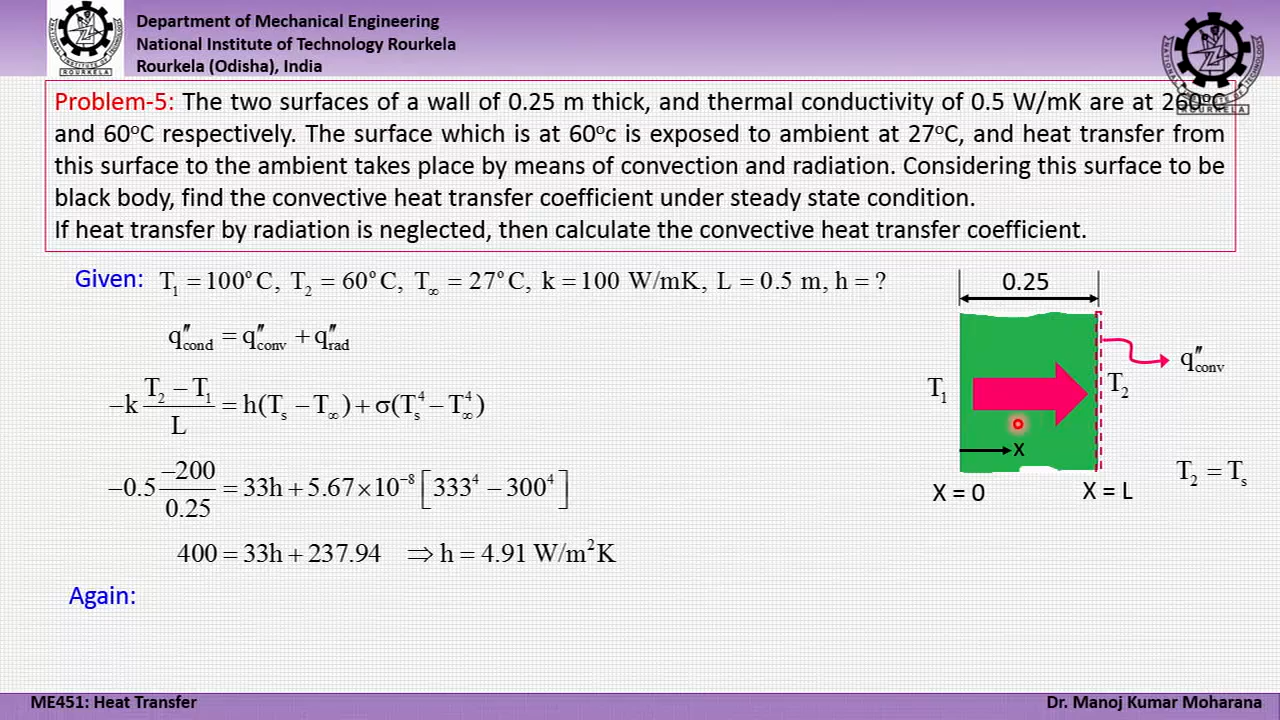 Department of Mechanical Engineering
National Institute of Technology Rourkela
Rourkela (Odisha), India
ROURKELA
ROURKELA
Problem-5: The two surfaces of a wall of 0.25 m thick, and thermal conductivity of 0.5 W/mK are at 260°C
and 60°C respectively. The surface which is at 60°c is exposed to ambient at 27°C, and heat transfer from
this surface to the ambient takes place by means of convection and radiation. Considering this surface to be
black body, find the convective heat transfer coefficient under steady state condition.
If heat transfer by radiation is neglected, then calculate the convective heat transfer coefficient.
Given: T₁ = 100°C, T₂ = 60°C, T∞ = 27°C, k = 100 W/mK, L = 0.5 m, h = ?
q″cond = q″conv + q″rad
−k (T₂ − T₁)/L = h(Tₛ − T∞) + σ(Tₛ⁴ − T∞⁴)
−0.5 (−200)/0.25 = 33h + 5.67×10⁻⁸ [333⁴ − 300⁴]
400 = 33h + 237.94 ⇒ h = 4.91 W/m²K
Again:
0.25
T₁
T₂
q″conv
X
X = 0
X = L
T₂ = Tₛ
ME451: Heat Transfer
Dr. Manoj Kumar Moharana